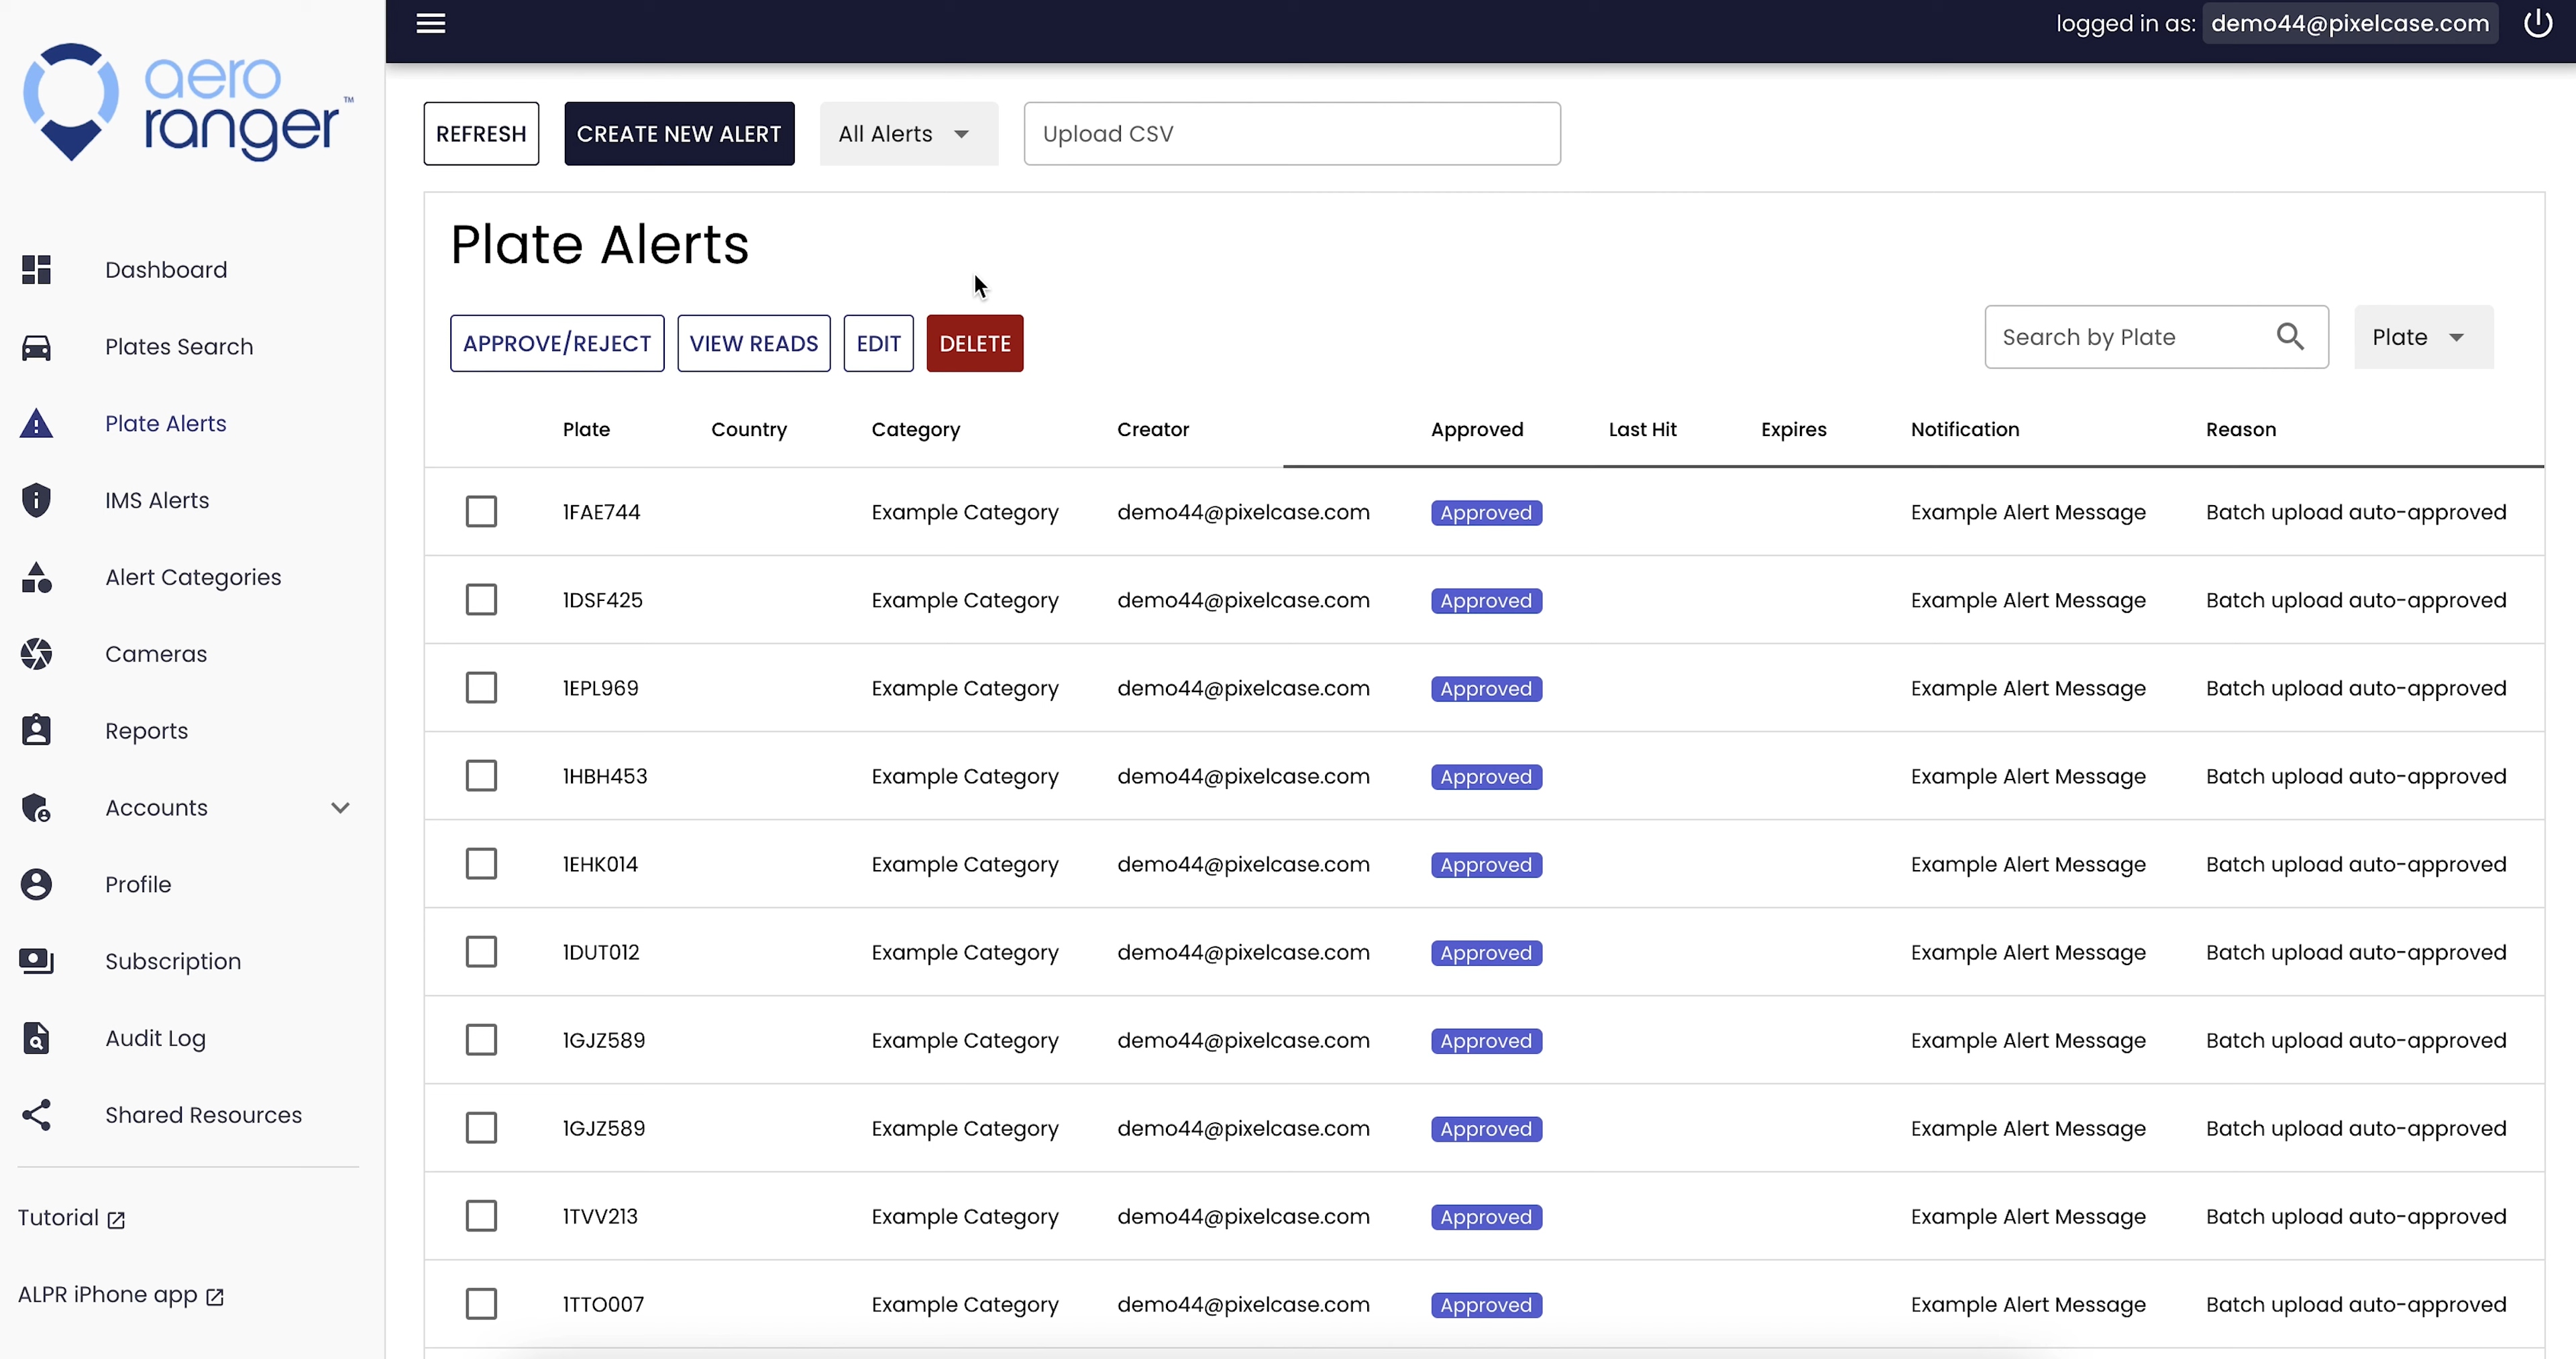 aero
ranger™
logged in as: demo44@pixelcase.com
REFRESH CREATE NEW ALERT All Alerts Upload CSV
Dashboard
Plates Search
Plate Alerts
IMS Alerts
Alert Categories
Cameras
Reports
Accounts
Profile
Subscription
Audit Log
Shared Resources
Tutorial
ALPR iPhone app
Plate Alerts
APPROVE/REJECT VIEW READS EDIT DELETE Search by Plate Plate
Plate Country Category Creator Approved Last Hit Expires Notification Reason
1FAE744 Example Category demo44@pixelcase.com Approved Example Alert Message Batch upload auto-approved
1DSF425 Example Category demo44@pixelcase.com Approved Example Alert Message Batch upload auto-approved
1EPL969 Example Category demo44@pixelcase.com Approved Example Alert Message Batch upload auto-approved
1HBH453 Example Category demo44@pixelcase.com Approved Example Alert Message Batch upload auto-approved
1EHK014 Example Category demo44@pixelcase.com Approved Example Alert Message Batch upload auto-approved
1DUT012 Example Category demo44@pixelcase.com Approved Example Alert Message Batch upload auto-approved
1GJZ589 Example Category demo44@pixelcase.com Approved Example Alert Message Batch upload auto-approved
1GJZ589 Example Category demo44@pixelcase.com Approved Example Alert Message Batch upload auto-approved
1TVV213 Example Category demo44@pixelcase.com Approved Example Alert Message Batch upload auto-approved
1TTO007 Example Category demo44@pixelcase.com Approved Example Alert Message Batch upload auto-approved